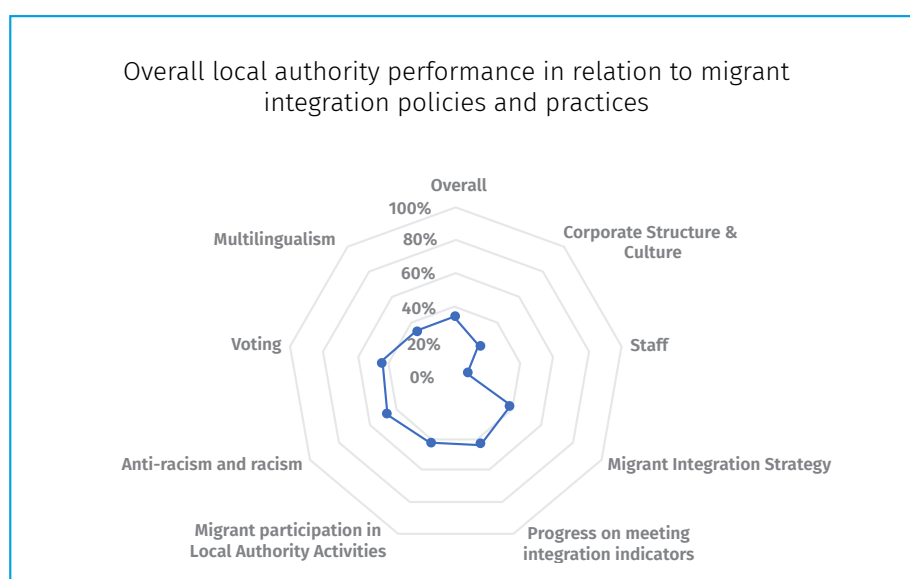 Overall local authority performance in relation to migrant
integration policies and practices
Overall
100%
80%
60%
40%
20%
0%
Corporate Structure &
Culture
Staff
Migrant Integration Strategy
Progress on meeting
integration indicators
Migrant participation in
Local Authority Activities
Anti-racism and racism
Voting
Multilingualism